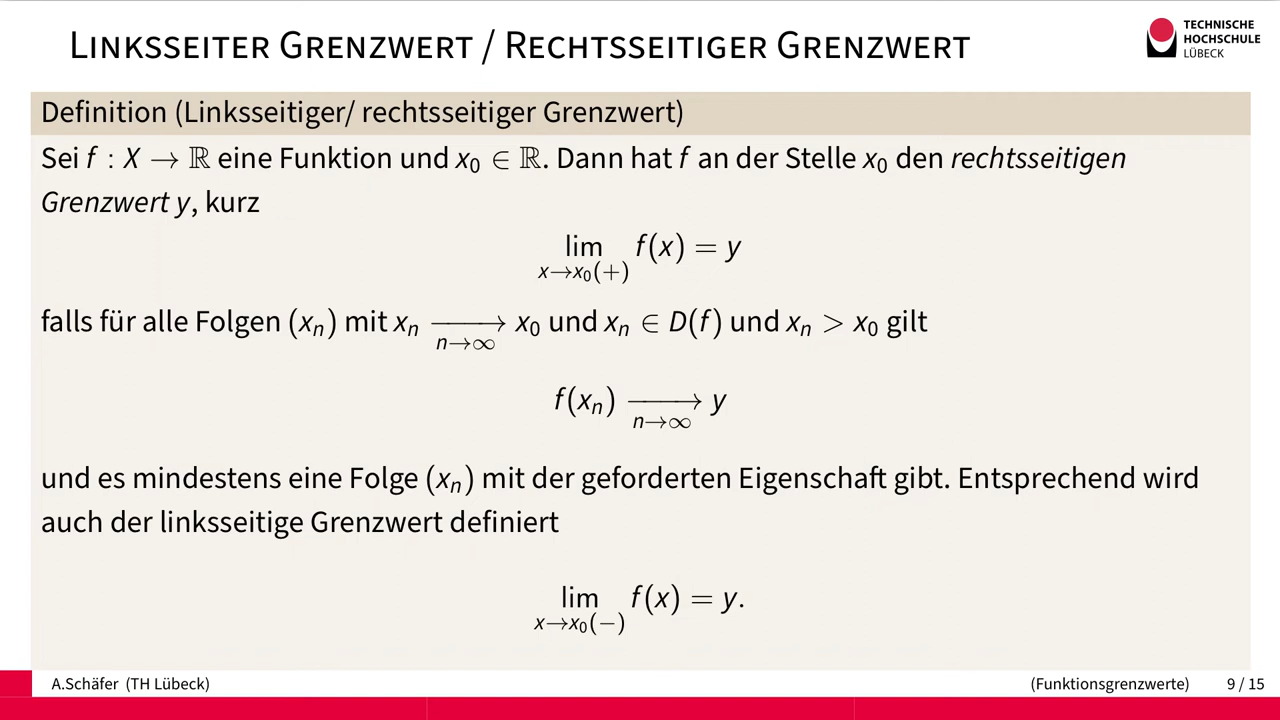 LINKSSEITER GRENZWERT / RECHTSSEITIGER GRENZWERT
TECHNISCHE
HOCHSCHULE
LÜBECK
Definition (Linksseitiger/ rechtsseitiger Grenzwert)
Sei f : X → ℝ eine Funktion und x₀ ∈ ℝ. Dann hat f an der Stelle x₀ den rechtsseitigen
Grenzwert y, kurz
lim f(x) = y
x→x₀(+)
falls für alle Folgen (xₙ) mit xₙ ⟶ x₀ und xₙ ∈ D(f) und xₙ > x₀ gilt
n→∞
f(xₙ) ⟶ y
n→∞
und es mindestens eine Folge (xₙ) mit der geforderten Eigenschaft gibt. Entsprechend wird
auch der linksseitige Grenzwert definiert
lim f(x) = y.
x→x₀(−)
A.Schäfer (TH Lübeck)
(Funktionsgrenzwerte)
9 / 15